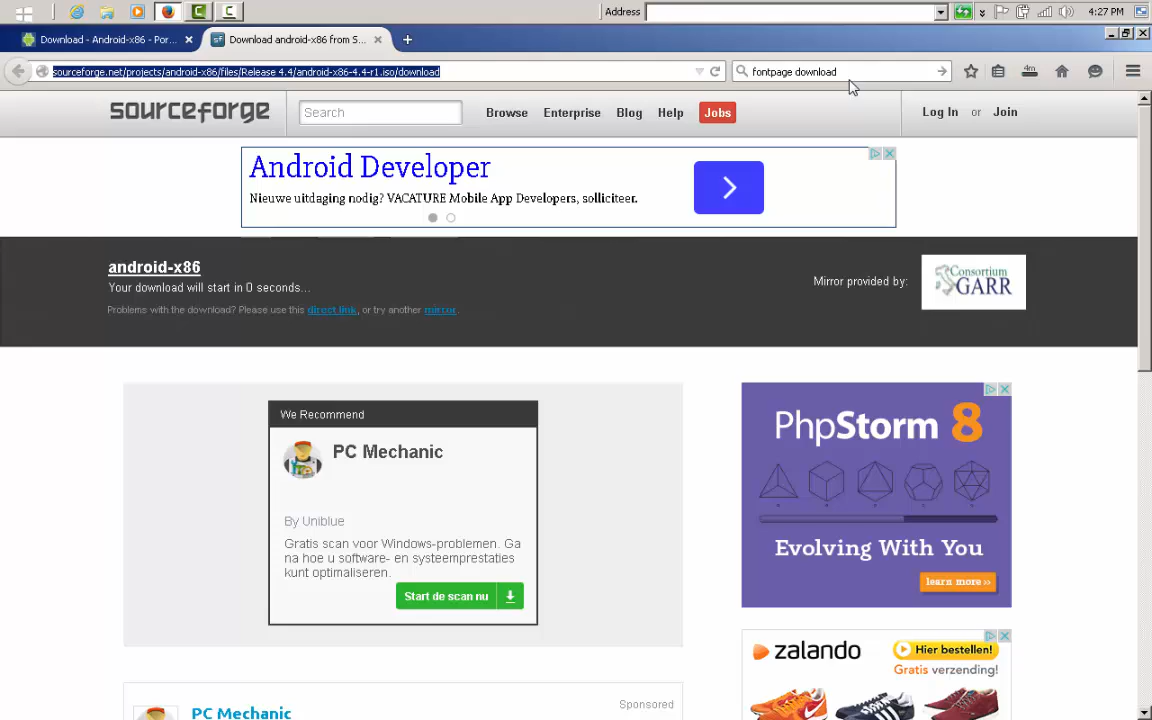 Address
4:27 PM
Download - Android-x86 - Por...
Download android-x86 from S...
sourceforge.net/projects/android-x86/files/Release 4.4/android-x86-4.4-r1.iso/download
fontpage download
4m
sourceforge
Search
Browse
Enterprise
Blog
Help
Jobs
Log In
or
Join
Android Developer
Nieuwe uitdaging nodig? VACATURE Mobile App Developers, solliciteer.
android-x86
Your download will start in 0 seconds...
Problems with the download? Please use this direct link, or try another mirror.
Mirror provided by:
Consortium
GARR
We Recommend
PC Mechanic
By Uniblue
Gratis scan voor Windows-problemen. Ga
na hoe u software- en systeemprestaties
kunt optimaliseren.
Start de scan nu
PhpStorm 8
Evolving With You
learn more »
zalando
Hier bestellen!
Gratis verzending!
PC Mechanic
Sponsored